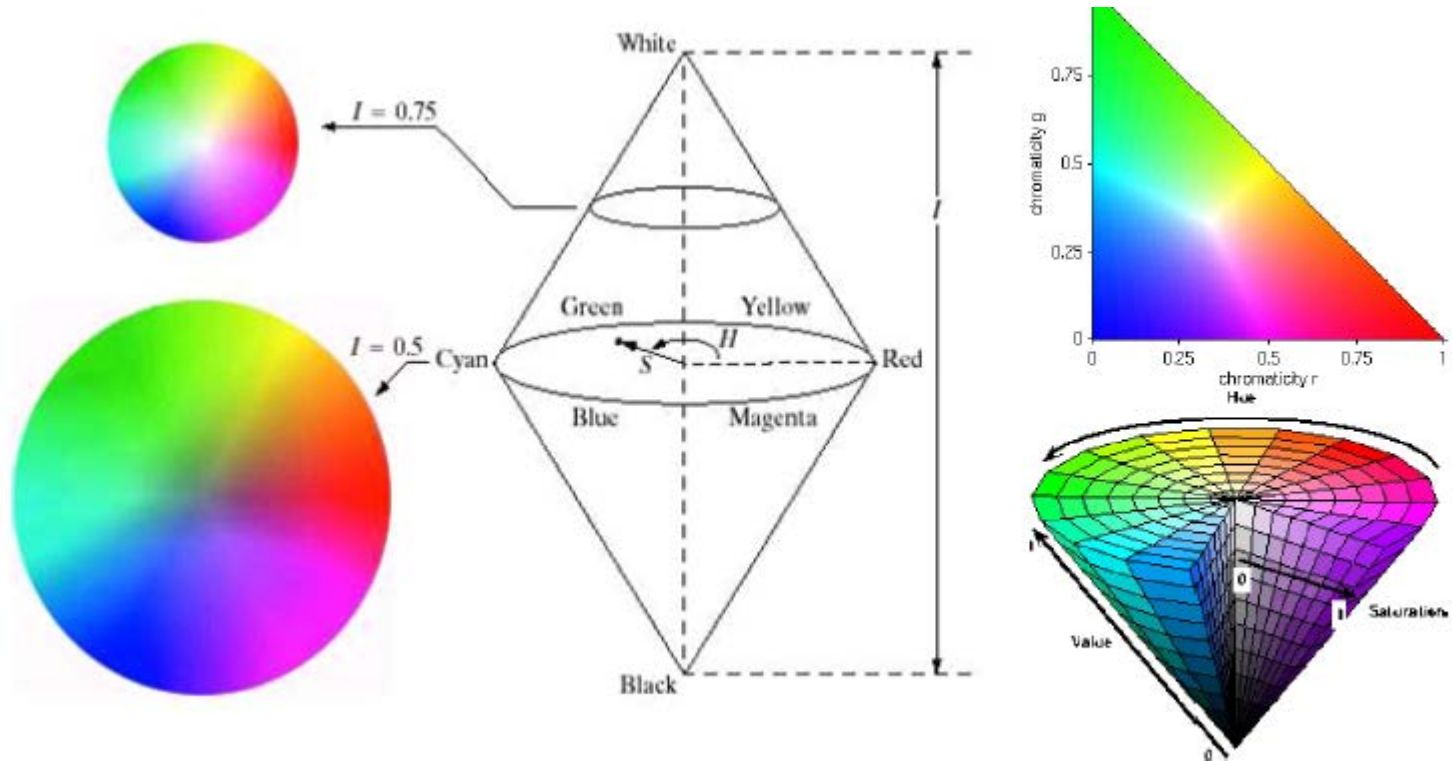 White
I = 0.75
I
Green Yellow
I = 0.5
Cyan
H
S
Red
Blue Magenta
Black
0.75
0.5
0.25
0
chromaticity g
0 0.25 0.5 0.75 1
chromaticity r
Hue
1
0
1
Saturation
Value
0